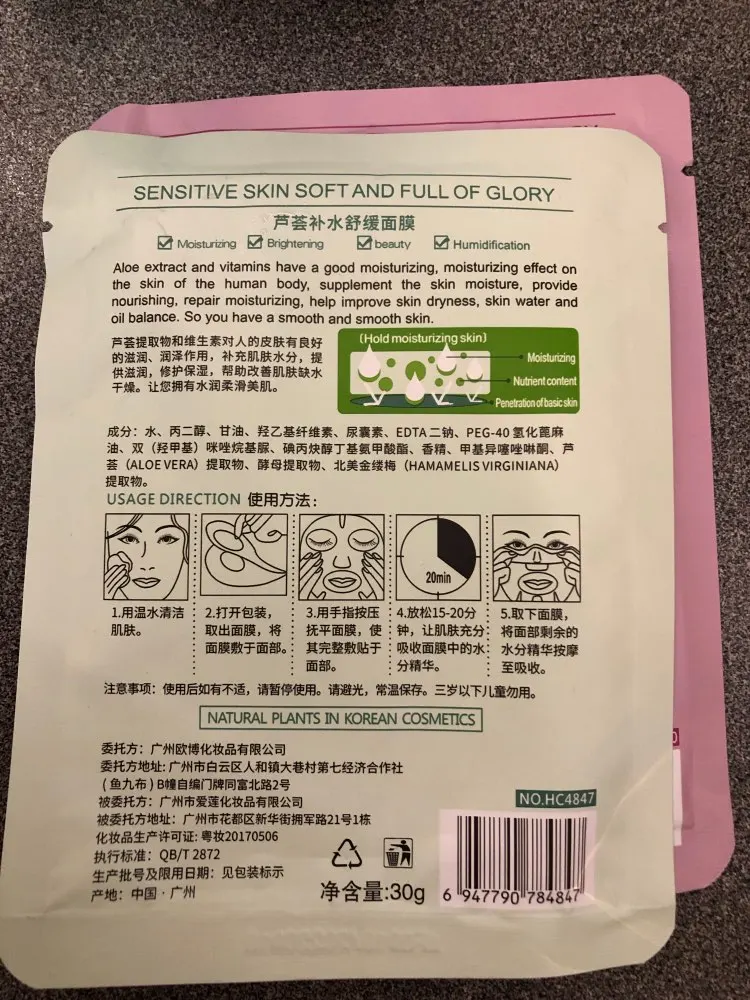 SENSITIVE SKIN SOFT AND FULL OF GLORY
芦荟补水舒缓面膜
Moisturizing Brightening beauty Humidification
Aloe extract and vitamins have a good moisturizing, moisturizing effect on
the skin of the human body, supplement the skin moisture, provide
nourishing, repair moisturizing, help improve skin dryness, skin water and
oil balance. So you have a smooth and smooth skin.
芦荟提取物和维生素对人的皮肤有良好
的滋润、润泽作用，补充肌肤水分，提
供滋润，修护保湿，帮助改善肌肤缺水
干燥。让您拥有水润柔滑美肌。
(Hold moisturizing skin)
Moisturizing
Nutrient content
Penetration of basic skin
成分：水、丙二醇、甘油、羟乙基纤维素、尿囊素、EDTA 二钠、PEG-40 氢化蓖麻
油、双（羟甲基）咪唑烷基脲、碘丙炔醇丁基氨甲酸酯、香精、甲基异噻唑啉酮、芦
荟（ALOE VERA）提取物、酵母提取物、北美金缕梅（HAMAMELIS VIRGINIANA）
提取物。
USAGE DIRECTION 使用方法：
20min
1.用温水清洁
肌肤。
2.打开包装，
取出面膜，将
面膜敷于面部。
3.用手指按压
抚平面膜，使
其完整敷贴于
面部。
4.放松15-20分
钟，让肌肤充分
吸收面膜中的水
分精华。
5.取下面膜，
将面部剩余的
水分精华按摩
至吸收。
注意事项：使用后如有不适，请暂停使用。请避光，常温保存。三岁以下儿童勿用。
NATURAL PLANTS IN KOREAN COSMETICS
委托方：广州欧博化妆品有限公司
委托方地址：广州市白云区人和镇大巷村第七经济合作社
（鱼九布）B幢自编门牌同富北路2号
被委托方：广州市爱莲化妆品有限公司
被委托方地址：广州市花都区新华街拥军路21号1栋
化妆品生产许可证: 粤妆20170506
执行标准：QB/T 2872
生产批号及限用日期：见包装标示
产地：中国·广州
净含量:30g
NO.HC4847
6 947790 784847